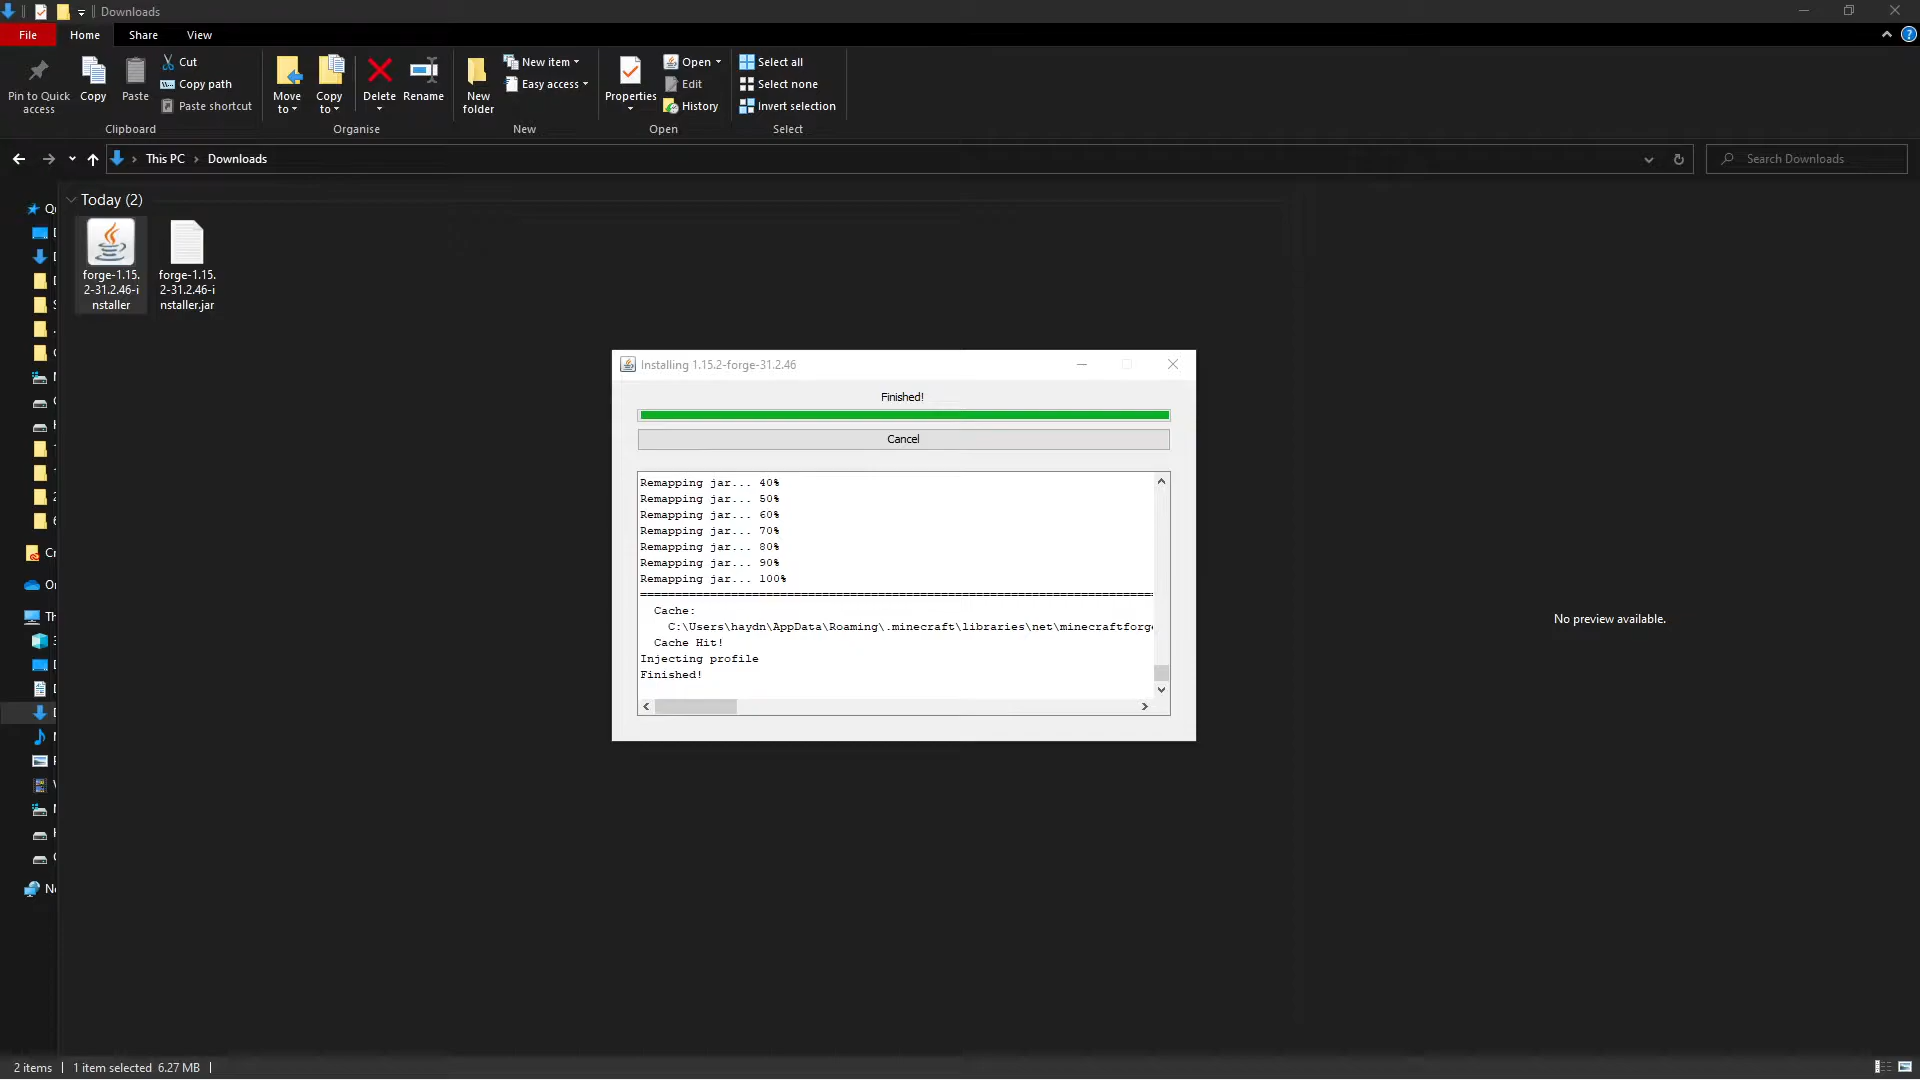 Downloads
File
Home
Share
View
Pin to Quick
access
Copy
Paste
Cut
Copy path
Paste shortcut
Move
to
Copy
to
Delete
Rename
New
folder
New item
Easy access
Properties
Open
Edit
History
Select all
Select none
Invert selection
Clipboard
Organise
New
Open
Select
This PC
Downloads
Search Downloads
Today (2)
forge-1.15.
2-31.2.46-i
nstaller
forge-1.15.
2-31.2.46-i
nstaller.jar
Installing 1.15.2-forge-31.2.46
Finished!
Cancel
Remapping jar... 40%
Remapping jar... 50%
Remapping jar... 60%
Remapping jar... 70%
Remapping jar... 80%
Remapping jar... 90%
Remapping jar... 100%
Cache:
C:\Users\haydn\AppData\Roaming\.minecraft\libraries\net\minecraftforge
Cache Hit!
Injecting profile
Finished!
No preview available.
2 items
1 item selected 6.27 MB